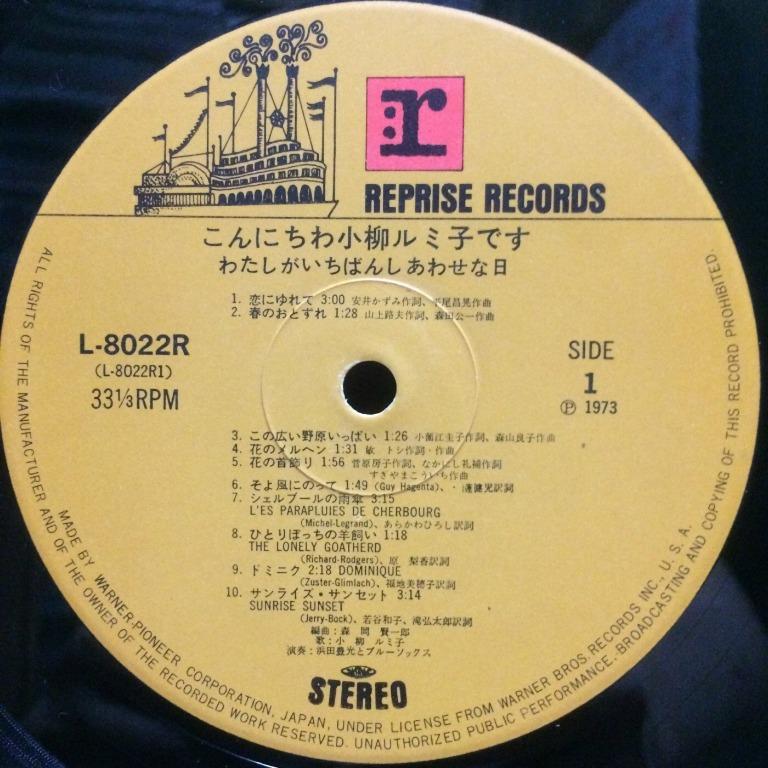 r
REPRISE RECORDS
こんにちわ小柳ルミ子です
わたしがいちばんしあわせな日
1. 恋にゆれて 3:00 安井かずみ作詞、平尾昌晃作曲
2. 春のおとずれ 1:28 山上路夫作詞、森田公一作曲
L-8022R
(L-8022R1)
33⅓RPM
SIDE
1
Ⓟ 1973
3. この広い野原いっぱい 1:26 小薗江圭子作詞、森山良子作曲
4. 花のメルヘン 1:31 敏 トシ作詞・作曲
5. 花の首飾り 1:56 菅原房子作詞、なかにし礼補作詞
すぎやまこういち作曲
6. そよ風にのって 1:49 (Guy Hagenta)、 健児訳詞
7. シェルブールの雨傘 3:15
L'ES PARAPLUIES DE CHERBOURG
(Michel-Legrand)、あらかわひろし訳詞
8. ひとりぼっちの羊飼い 1:18
THE LONELY GOATHERD
(Richard-Rodgers)、原 梨香訳詞
9. ドミニク 2:18 DOMINIQUE
(Zuster-Glimlach)、福地美穂子訳詞
10. サンライズ・サンセット 3:14
SUNRISE SUNSET
(Jerry-Bock)、若谷和子、滝弘太郎訳詞
編曲：森岡賢一郎
歌：小柳ルミ子
演奏：浜田豊光とブルーソックス
STEREO
ALL RIGHTS OF THE MANUFACTURER AND OF THE OWNER OF THE RECORDED WORK RESERVED. UNAUTHORIZED PUBLIC PERFORMANCE, BROADCASTING AND COPYING OF THIS RECORD PROHIBITED.
MADE BY WARNER-PIONEER CORPORATION, JAPAN, UNDER LICENSE FROM WARNER BROS. RECORDS INC., U. S. A.